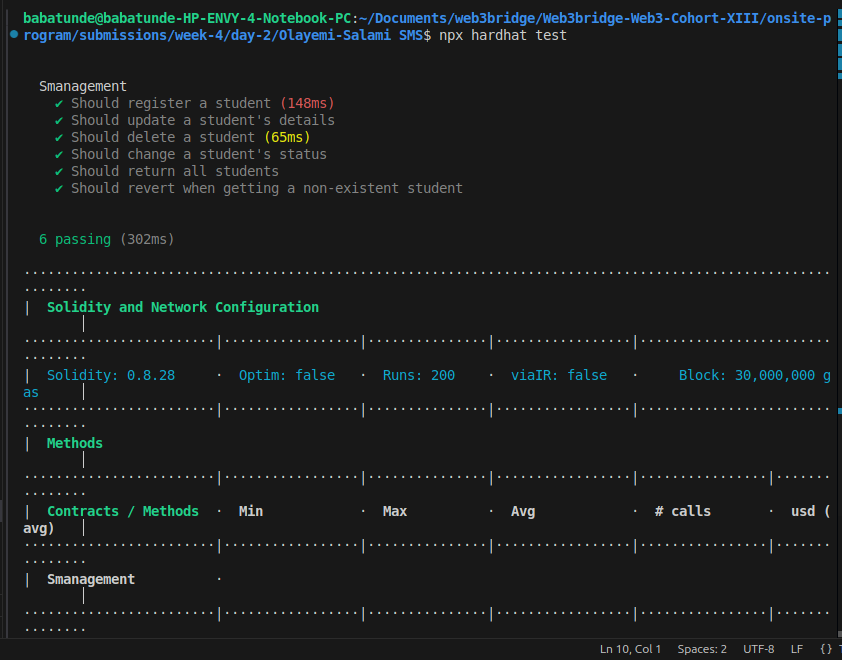 babatunde@babatunde-HP-ENVY-4-Notebook-PC:~/Documents/web3bridge/Web3bridge-Web3-Cohort-XIII/onsite-p
rogram/submissions/week-4/day-2/Olayemi-Salami SMS$ npx hardhat test
Smanagement
✔ Should register a student (148ms)
✔ Should update a student's details
✔ Should delete a student (65ms)
✔ Should change a student's status
✔ Should return all students
✔ Should revert when getting a non-existent student
6 passing (302ms)
| Solidity and Network Configuration
|
| Solidity: 0.8.28 · Optim: false · Runs: 200 · viaIR: false · Block: 30,000,000 g
as |
| Methods
|
| Contracts / Methods · Min · Max · Avg · # calls · usd (
avg) |
| Smanagement ·
|
Ln 10, Col 1 Spaces: 2 UTF-8 LF {}